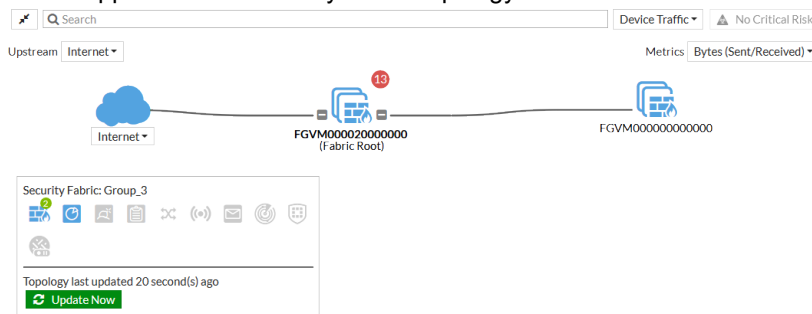 Search
Device Traffic
No Critical Risk
Upstream Internet
Metrics Bytes (Sent/Received)
13
Internet
FGVM000020000000
(Fabric Root)
FGVM000000000000
Security Fabric: Group_3
2
Topology last updated 20 second(s) ago
Update Now